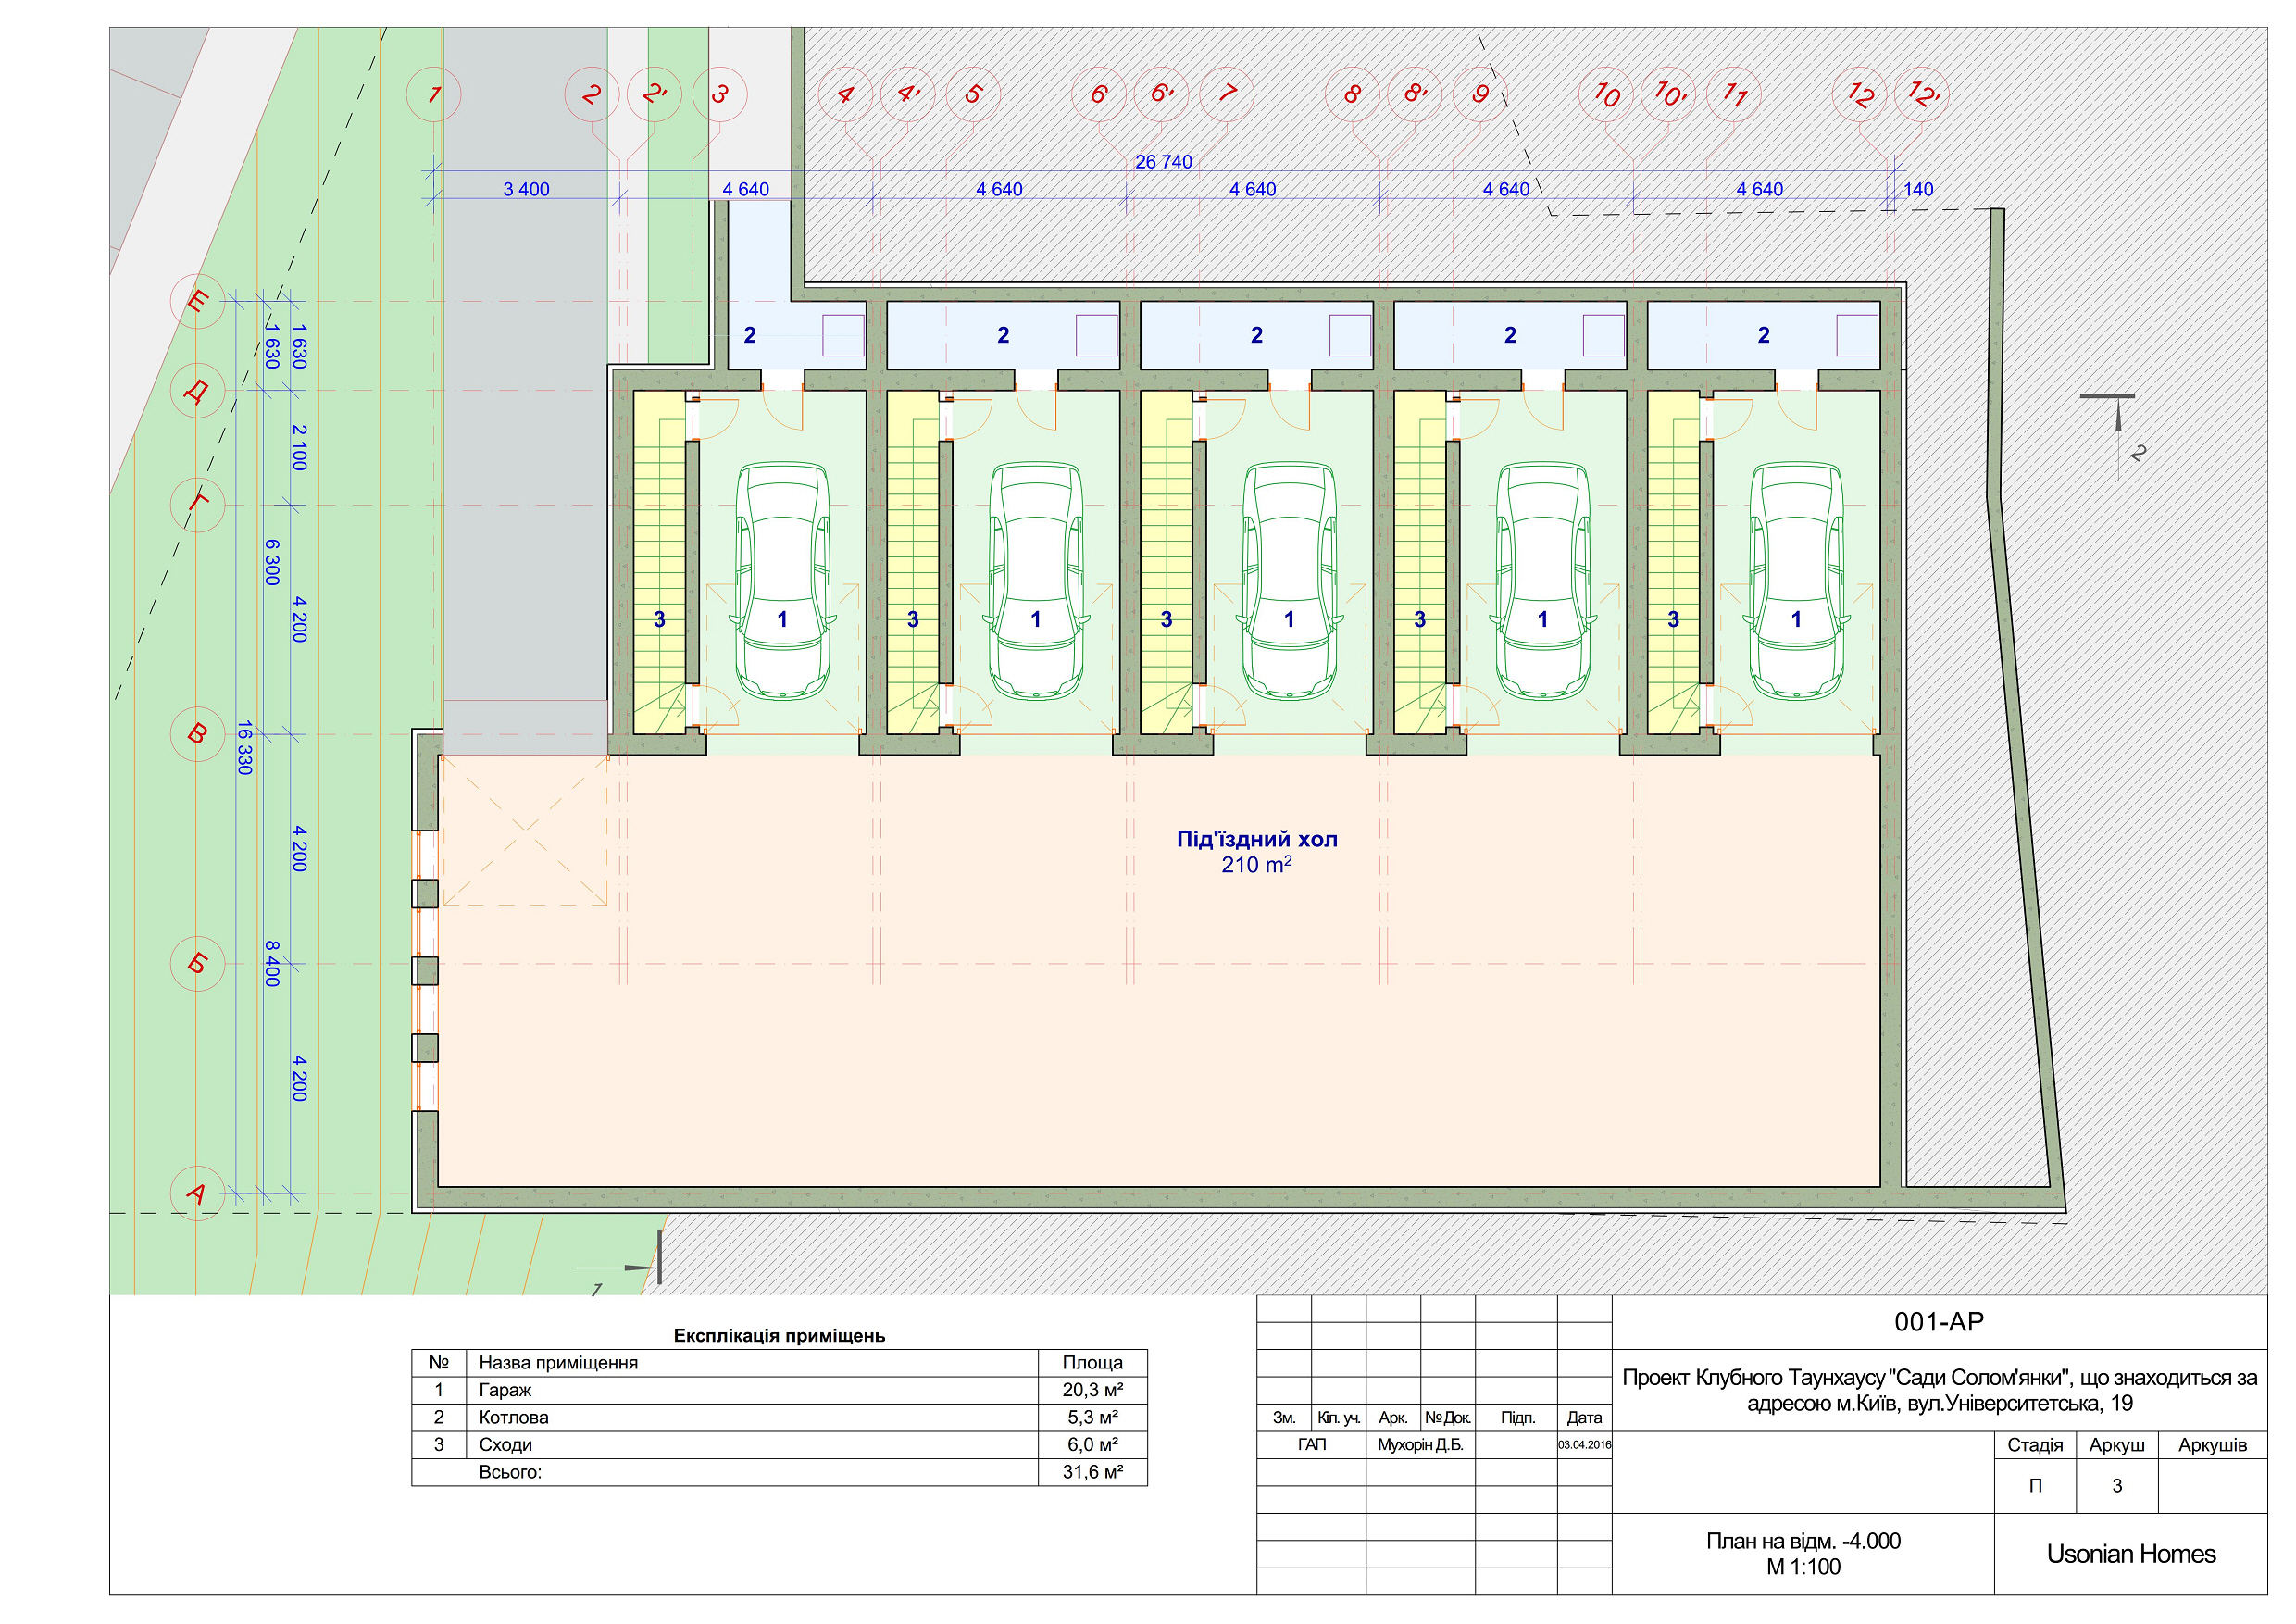 1 2 2' 3 4 4' 5 6 6' 7 8 8' 9 10 10' 11 12 12'
26 740
3 400 4 640 4 640 4 640 4 640 4 640 140
Е
Д
Г
В
Б
А
1 630 1 630
2 100
6 300
4 200
16 330
4 200
8 400
4 200
2 2 2 2 2
2
3 1 3 1 3 1 3 1 3 1
Під'їздний хол
210 m²
1
Експлікація приміщень
№ Назва приміщення Площа
1 Гараж 20,3 м²
2 Котлова 5,3 м²
3 Сходи 6,0 м²
Всього: 31,6 м²
001-АР
Проект Клубного Таунхаусу "Сади Солом'янки", що знаходиться за
адресою м.Київ, вул.Університетська, 19
Зм. Кіл. уч. Арк. №Док. Підп. Дата
ГАП Мухорін Д.Б. 03.04.2016
Стадія Аркуш Аркушів
П 3
План на відм. -4.000
М 1:100
Usonian Homes